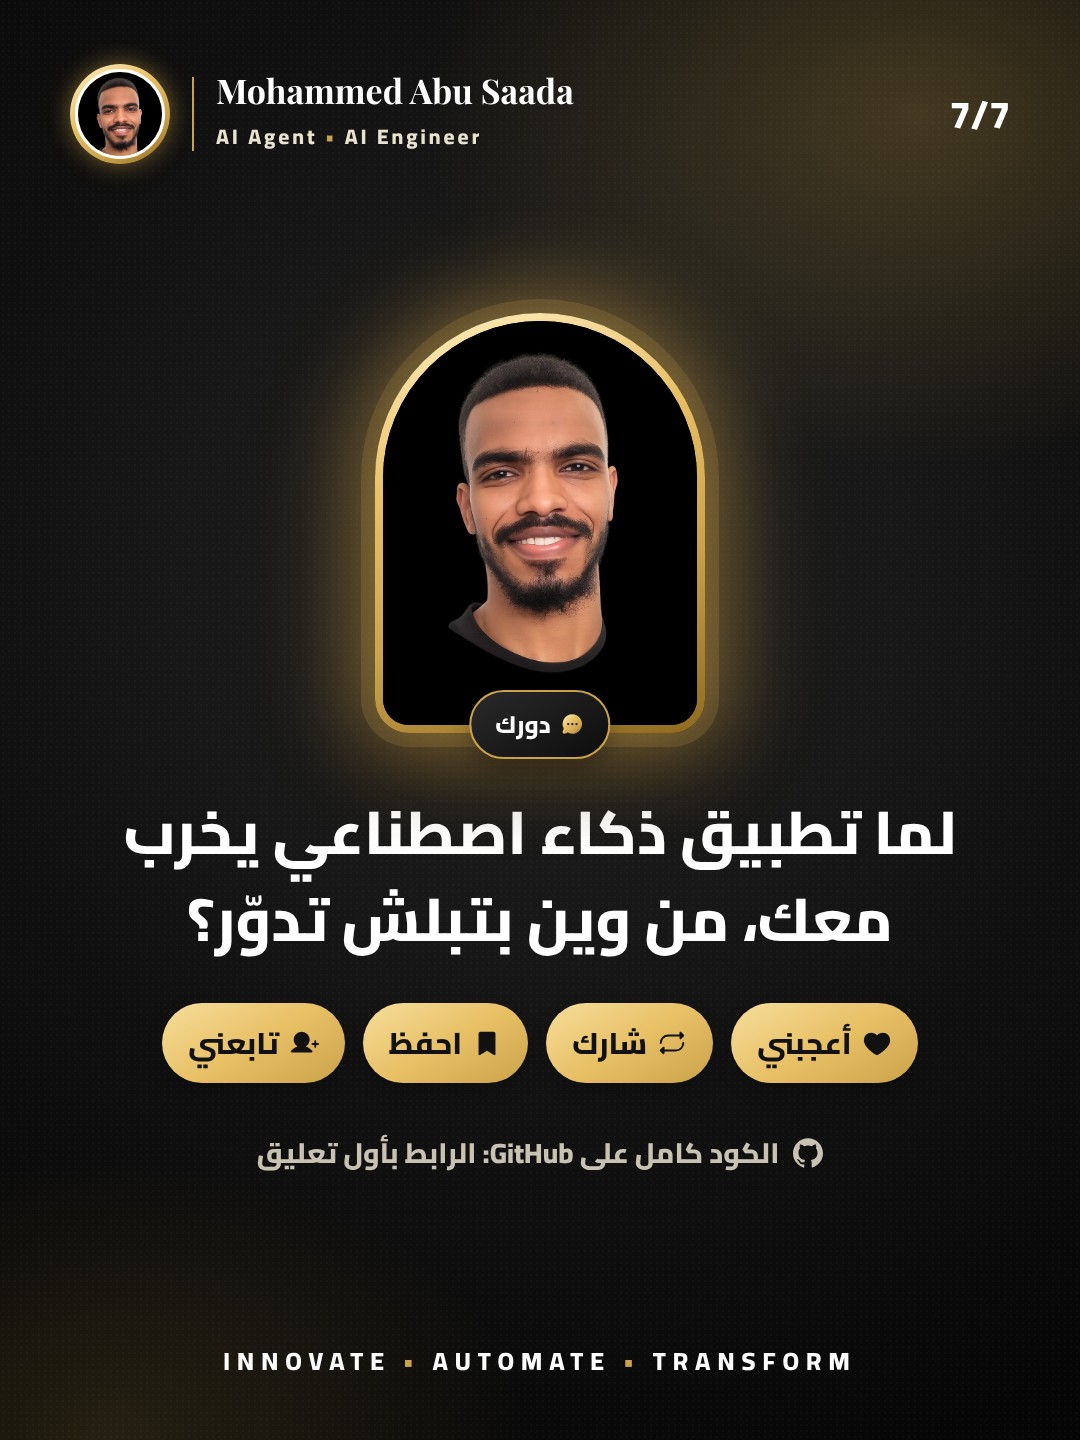 Mohammed Abu Saada
AI Agent ▪ AI Engineer
7/7
دورك
لما تطبيق ذكاء اصطناعي يخرب
معك، من وين بتبلش تدوّر؟
أعجبني
شارك
احفظ
تابعني
الكود كامل على GitHub: الرابط بأول تعليق
INNOVATE ▪ AUTOMATE ▪ TRANSFORM